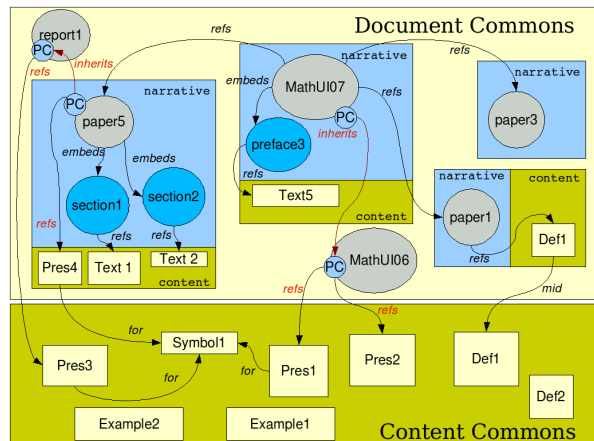 Document Commons
report1
PC
refs
inherits
narrative
PC
paper5
embeds
embeds
section1
section2
refs
refs
refs
Pres4
Text 1
Text 2
content
refs
narrative
embeds
MathUI07
PC
inherits
refs
preface3
refs
Text5
content
refs
narrative
paper3
narrative
content
paper1
refs
Def1
PC
MathUI06
refs
refs
mid
for
Symbol1
for
for
Pres3
Pres1
Pres2
Def1
Def2
Example2
Example1
Content Commons